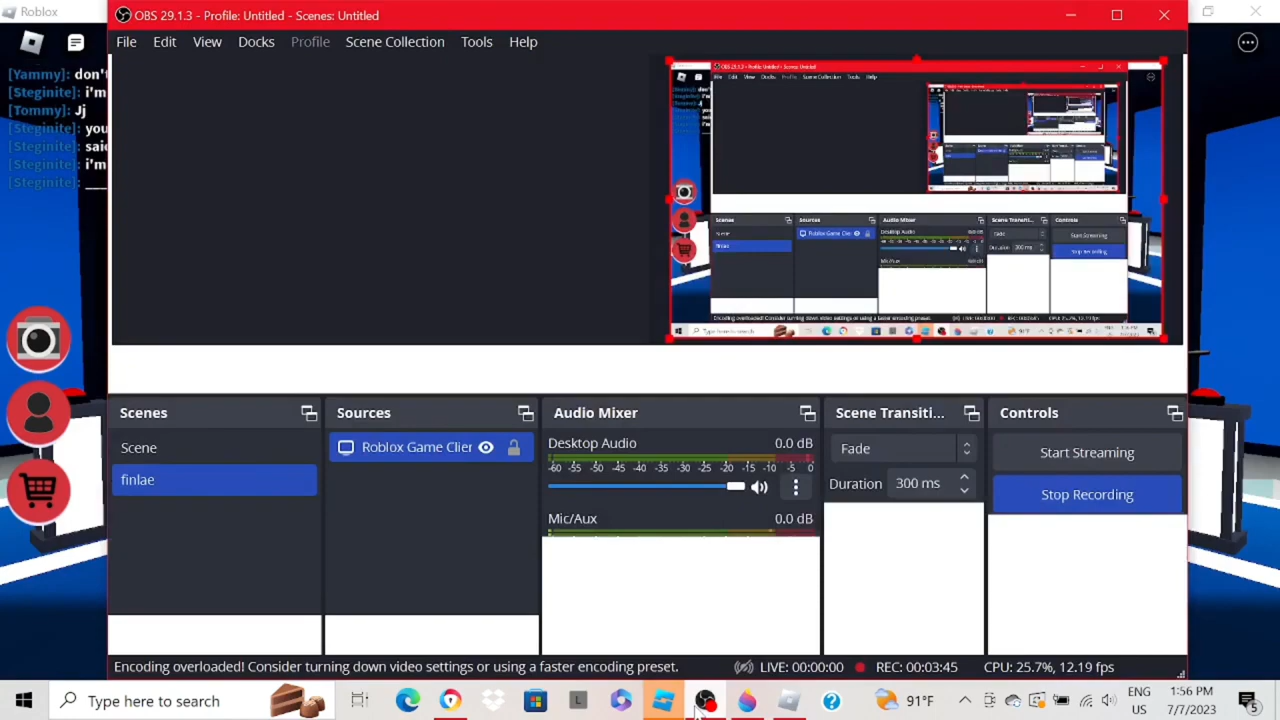 Roblox
OBS 29.1.3 - Profile: Untitled - Scenes: Untitled
File Edit View Docks Profile Scene Collection Tools Help
[Yammy]: don't
[Steginite]: i'm
[Tommy]: Jj
[Steginite]: you
[Steginite]: said
[Steginite]: i'm
[Steginite]: ___
Scenes
Scene
finlae
Sources
Roblox Game Clien
Audio Mixer
Desktop Audio 0.0 dB
-60 -55 -50 -45 -40 -35 -30 -25 -20 -15 -10 -5 0
Mic/Aux 0.0 dB
Scene Transiti...
Fade
Duration 300 ms
Controls
Start Streaming
Stop Recording
Encoding overloaded! Consider turning down video settings or using a faster encoding preset.
LIVE: 00:00:00 REC: 00:03:45 CPU: 25.7%, 12.19 fps
Type here to search
L
91°F
ENG
US
1:56 PM
7/7/2023
5